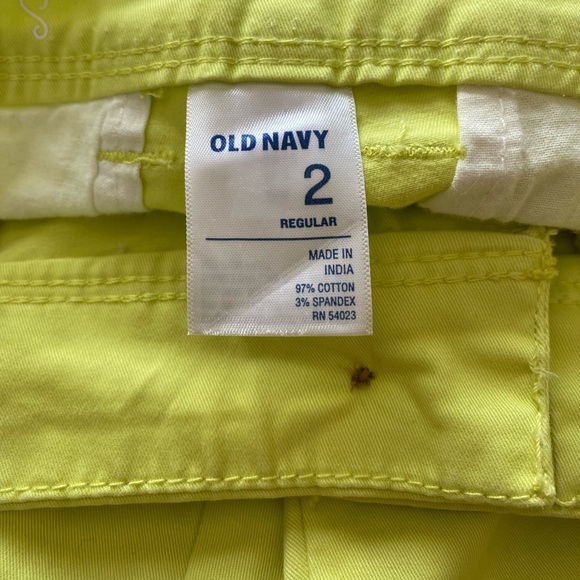 OLD NAVY
2
REGULAR
MADE IN
INDIA
97% COTTON
3% SPANDEX
RN 54023